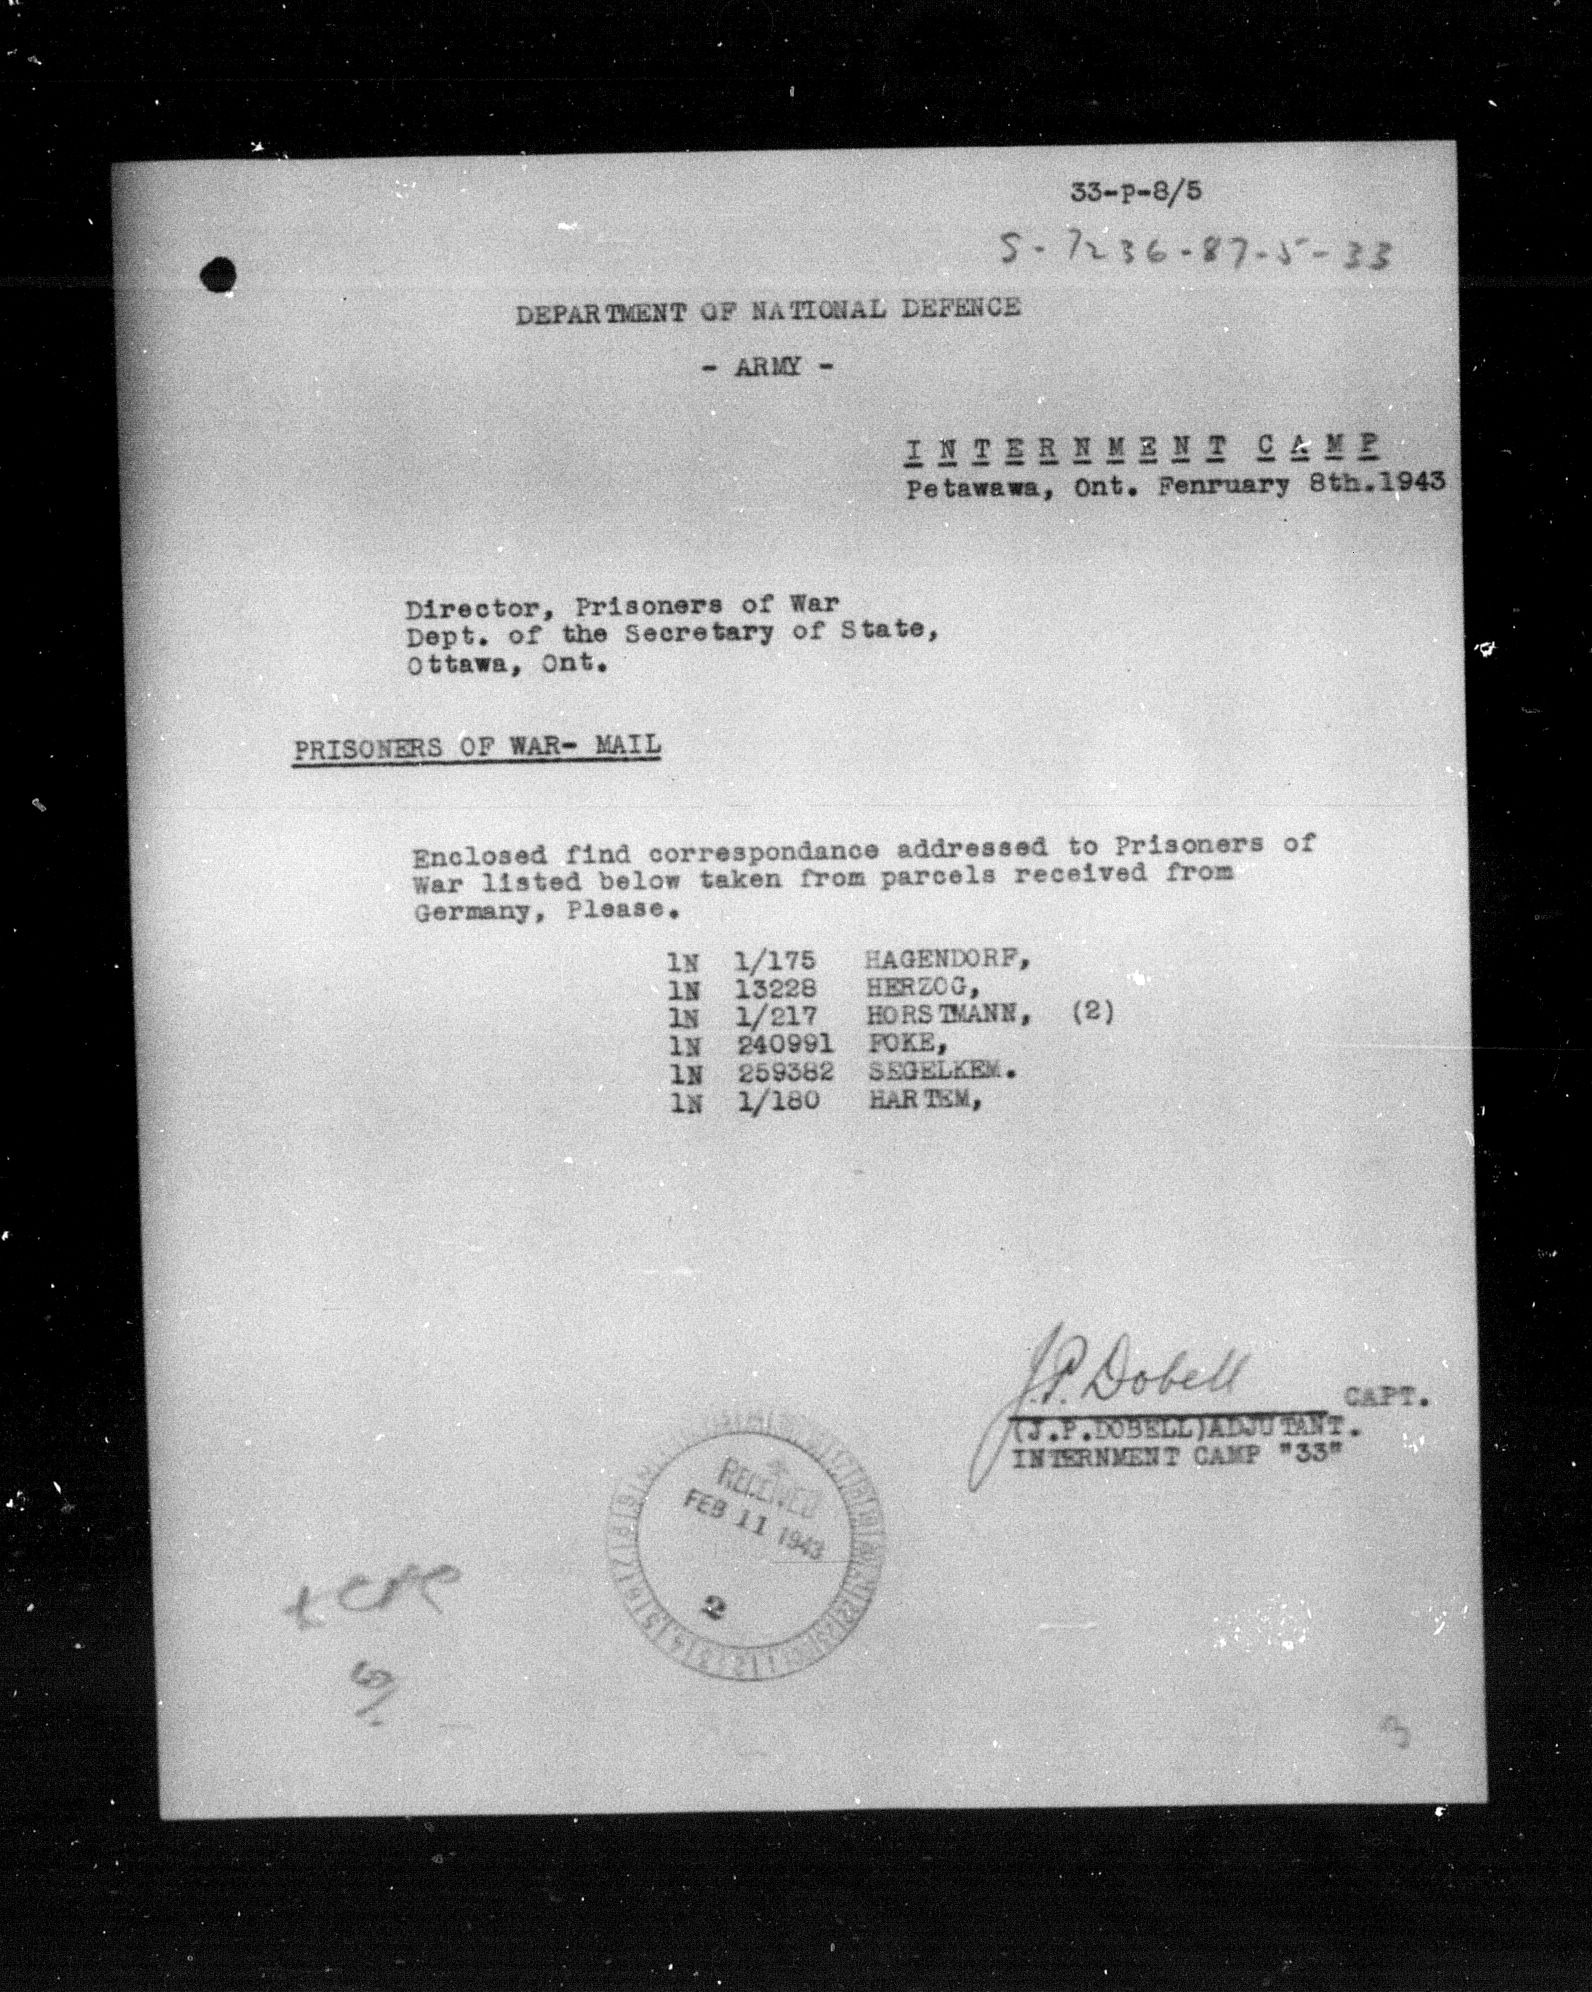 33-P-8/5
S-7236-87-5-33
DEPARTMENT OF NATIONAL DEFENCE
- ARMY -
INTERNMENT CAMP
Petawawa, Ont. Fenruary 8th.1943
Director, Prisoners of War
Dept. of the Secretary of State,
Ottawa, Ont.
PRISONERS OF WAR- MAIL
Enclosed find correspondance addressed to Prisoners of
War listed below taken from parcels received from
Germany, Please.
1N 1/175 HAGENDORF,
1N 13228 HERZOG,
1N 1/217 HORSTMANN, (2)
1N 240991 FOKE,
1N 259382 SEGELKEM.
1N 1/180 HARTEM,
J.P. Dobell CAPT.
(J.P.DOBELL)ADJUTANT.
INTERNMENT CAMP "33"
RECEIVED
FEB 11 1943
2
3